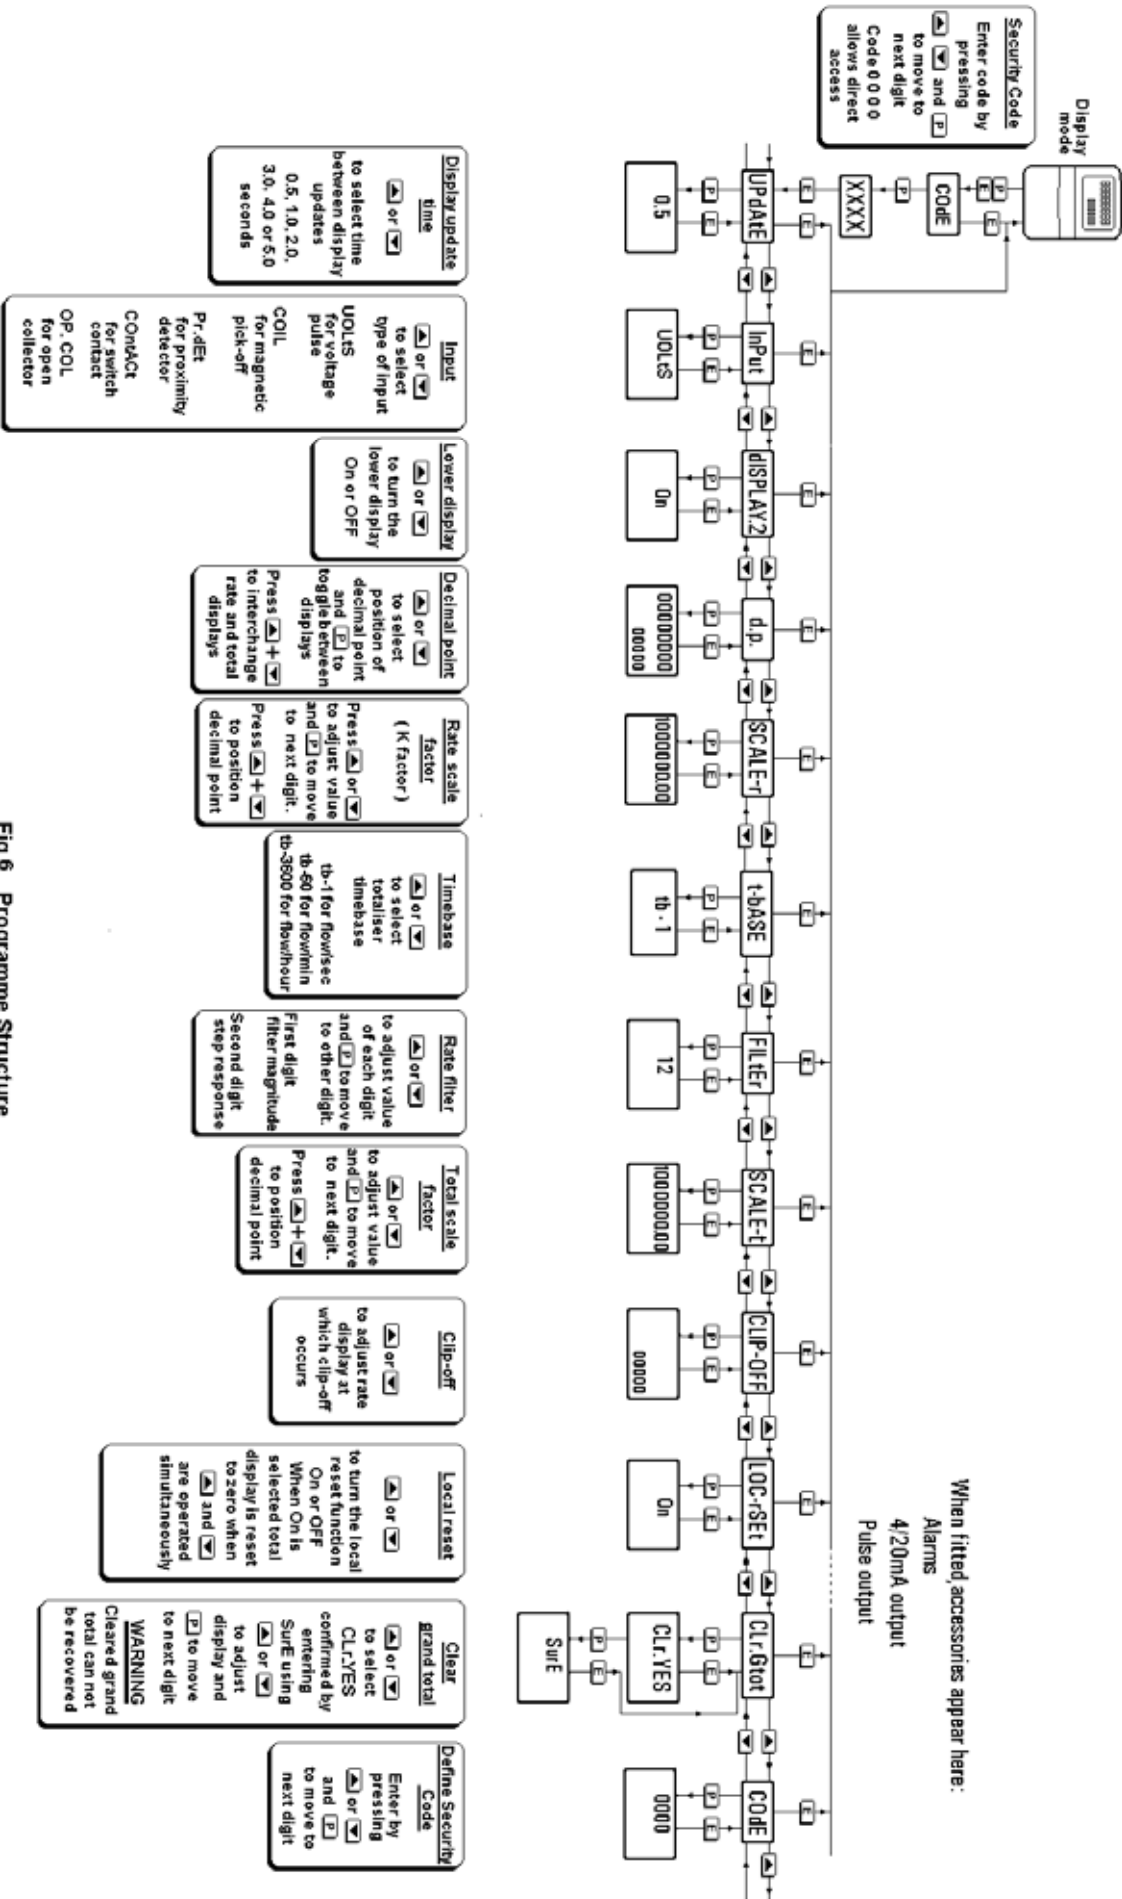 Display
mode
Security Code
Enter code by
pressing
▲ ▼ and P
to move to
next digit
Code 0 0 0 0
allows direct
access
P
E
E
COdE
P
XXXX
E
E
E
E
E
E
E
E
E
E
E
E
E
E
When fitted, accessories appear here:
Alarms
4/20mA output
Pulse output
UPdAtE
InPut
dISPLAY.2
d.p.
SCALE-r
t-bASE
FILtEr
SCALE-t
CLIP-OFF
LOC-rSEt
CLr.Gtot
COdE
P E
P E
P E
P E
P E
P E
P E
P E
P E
P E
P E
P E
0.5
UOLtS
On
00000000
00000
1000000.00
tb - 1
12
1000000.00
00000
On
CLr.YES
0000
P E
SurE
Display update
time
▲ or ▼
to select time
between display
updates
0.5, 1.0, 2.0,
3.0, 4.0 or 5.0
seconds
Input
▲ or ▼
to select
type of input
UOLtS
for voltage
pulse
COIL
for magnetic
pick-off
Pr.dEt
for proximity
detector
COntACt
for switch
contact
OP. COL
for open
collector
Lower display
▲ or ▼
to turn the
lower display
On or OFF
Decimal point
▲ or ▼
to select
position of
decimal point
and P to
toggle between
displays
Press ▲ + ▼
to interchange
rate and total
displays
Rate scale
factor
( K factor )
Press ▲ or ▼
to adjust value
and P to move
to next digit.
Press ▲ + ▼
to position
decimal point
Timebase
▲ or ▼
to select
totaliser
timebase
tb-1 for flow/sec
tb-60 for flow/min
tb-3600 for flow/hour
Rate filter
▲ or ▼
to adjust value
of each digit
and P to move
to other digit.
First digit
filter magnitude
Second digit
step response
Total scale
factor
▲ or ▼
to adjust value
and P to move
to next digit.
Press ▲ + ▼
to position
decimal point
Clip-off
▲ or ▼
to adjust rate
display at
which clip-off
occurs
Local reset
▲ or ▼
to turn the local
reset function
On or OFF
When On is
selected total
display is reset
to zero when
▲ and ▼
are operated
simultaneously
Clear
grand total
▲ or ▼
to select
CLr.YES
confirmed by
entering
SurE using
▲ or ▼
to adjust
display and
P to move
to next digit
WARNING
Cleared grand
total can not
be recovered
Define Security
Code
Enter by
pressing
▲ or ▼
and P
to move to
next digit
Fig 6 Programme Structure